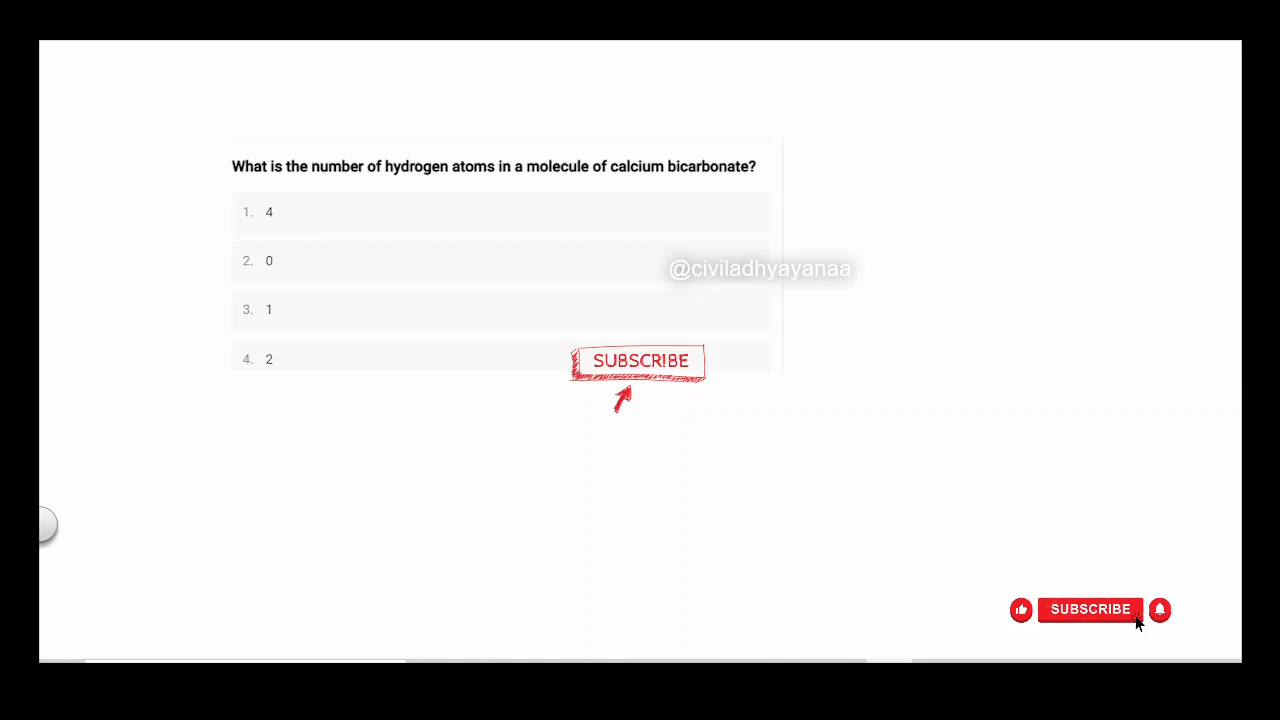 What is the number of hydrogen atoms in a molecule of calcium bicarbonate?
1. 4
2. 0
@civiladhyayanaa
3. 1
4. 2
SUBSCRIBE
SUBSCRIBE